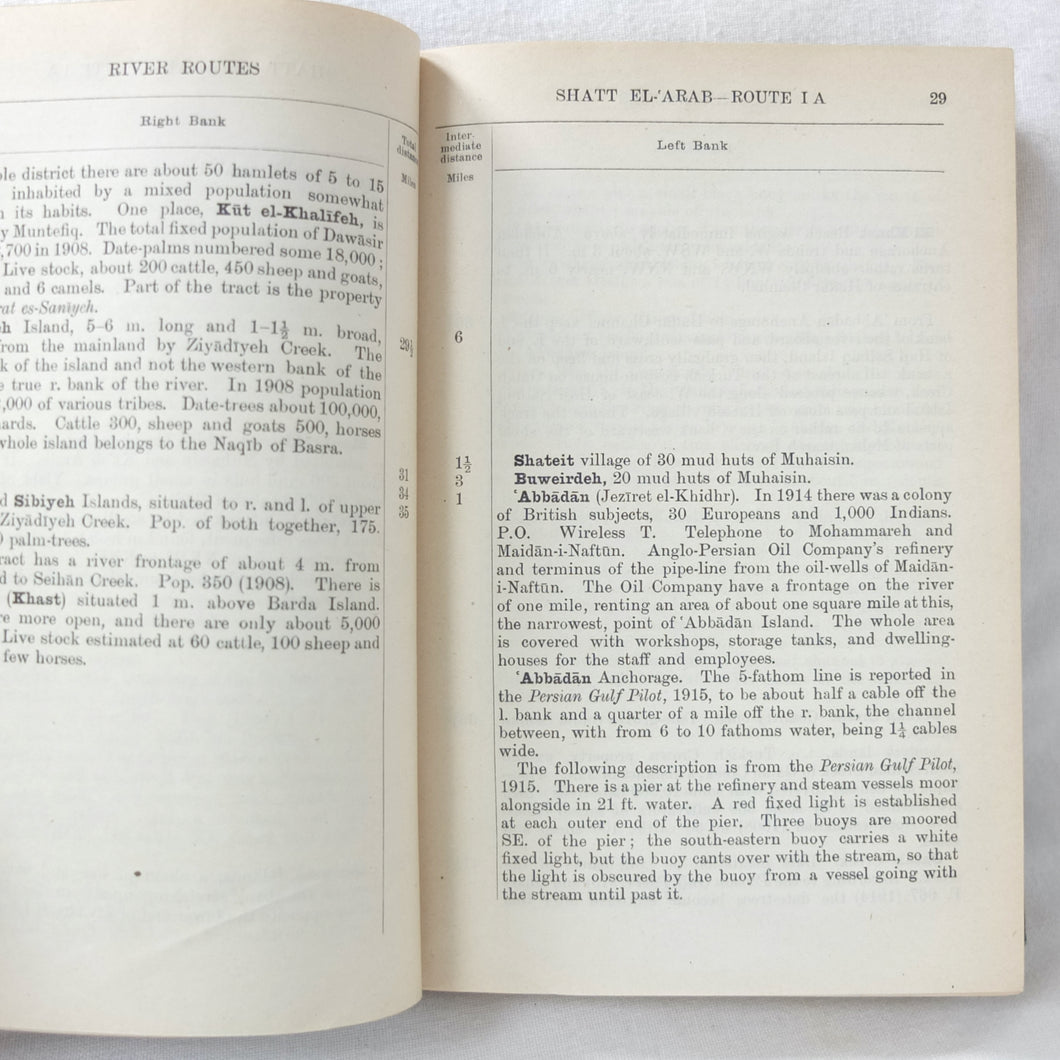 RIVER ROUTES
Right Bank
Total
distance
Miles
ole district there are about 50 hamlets of 5 to 15
inhabited by a mixed population somewhat
n its habits. One place, Kūt el-Khalīfeh, is
y Muntefiq. The total fixed population of Dawāsir
,700 in 1908. Date-palms numbered some 18,000;
Live stock, about 200 cattle, 450 sheep and goats,
and 6 camels. Part of the tract is the property
rat es-Sanīyeh.
eh Island, 5–6 m. long and 1–1½ m. broad,
from the mainland by Ziyādīyeh Creek. The
k of the island and not the western bank of the
e true r. bank of the river. In 1908 population
,000 of various tribes. Date-trees about 100,000,
ards. Cattle 300, sheep and goats 500, horses
whole island belongs to the Naqīb of Basra.
29½
31
34
35
d Sibiyeh Islands, situated to r. and l. of upper
Ziyādīyeh Creek. Pop. of both together, 175.
palm-trees.
ract has a river frontage of about 4 m. from
d to Seihān Creek. Pop. 350 (1908). There is
(Khast) situated 1 m. above Barda Island.
re more open, and there are only about 5,000
Live stock estimated at 60 cattle, 100 sheep and
few horses.
SHATT EL-ʿARAB—ROUTE I A 29
Inter-
mediate
distance
Miles
Left Bank
6
1½ Shateit village of 30 mud huts of Muhaisin.
3 Buweirdeh, 20 mud huts of Muhaisin.
1 ʿAbbādān (Jezīret el-Khidhr). In 1914 there was a colony
of British subjects, 30 Europeans and 1,000 Indians.
P.O. Wireless T. Telephone to Mohammareh and
Maidān-i-Naftūn. Anglo-Persian Oil Company's refinery
and terminus of the pipe-line from the oil-wells of Maidān-
i-Naftūn. The Oil Company have a frontage on the river
of one mile, renting an area of about one square mile at this,
the narrowest, point of ʿAbbādān Island. The whole area
is covered with workshops, storage tanks, and dwelling-
houses for the staff and employees.
ʿAbbādān Anchorage. The 5-fathom line is reported in
the Persian Gulf Pilot, 1915, to be about half a cable off the
l. bank and a quarter of a mile off the r. bank, the channel
between, with from 6 to 10 fathoms water, being 1¼ cables
wide.
The following description is from the Persian Gulf Pilot,
1915. There is a pier at the refinery and steam vessels moor
alongside in 21 ft. water. A red fixed light is established
at each outer end of the pier. Three buoys are moored
SE. of the pier; the south-eastern buoy carries a white
fixed light, but the buoy cants over with the stream, so that
the light is obscured by the buoy from a vessel going with
the stream until past it.